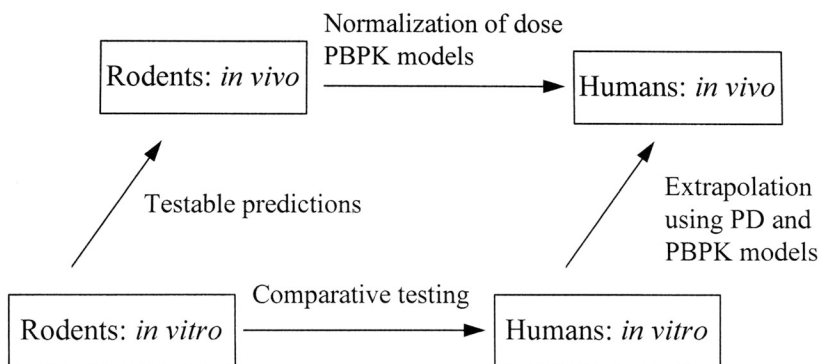 Normalization of dose
PBPK models
Rodents: in vivo
Humans: in vivo
Testable predictions
Extrapolation
using PD and
PBPK models
Comparative testing
Rodents: in vitro
Humans: in vitro